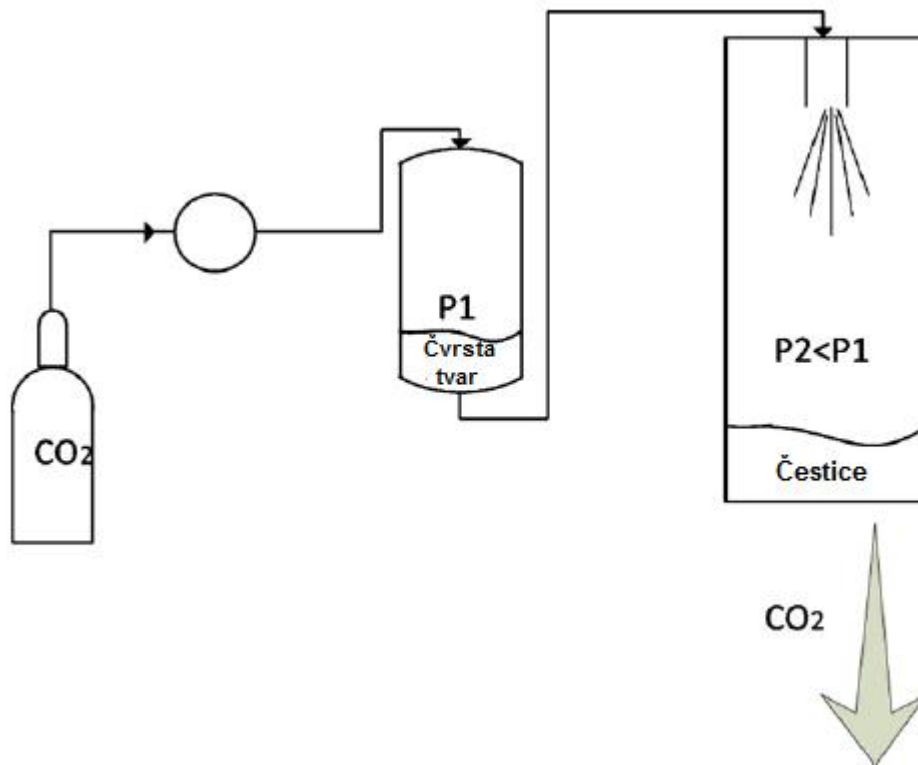 CO2
P1
Čvrsta
tvar
P2<P1
Čestice
CO2